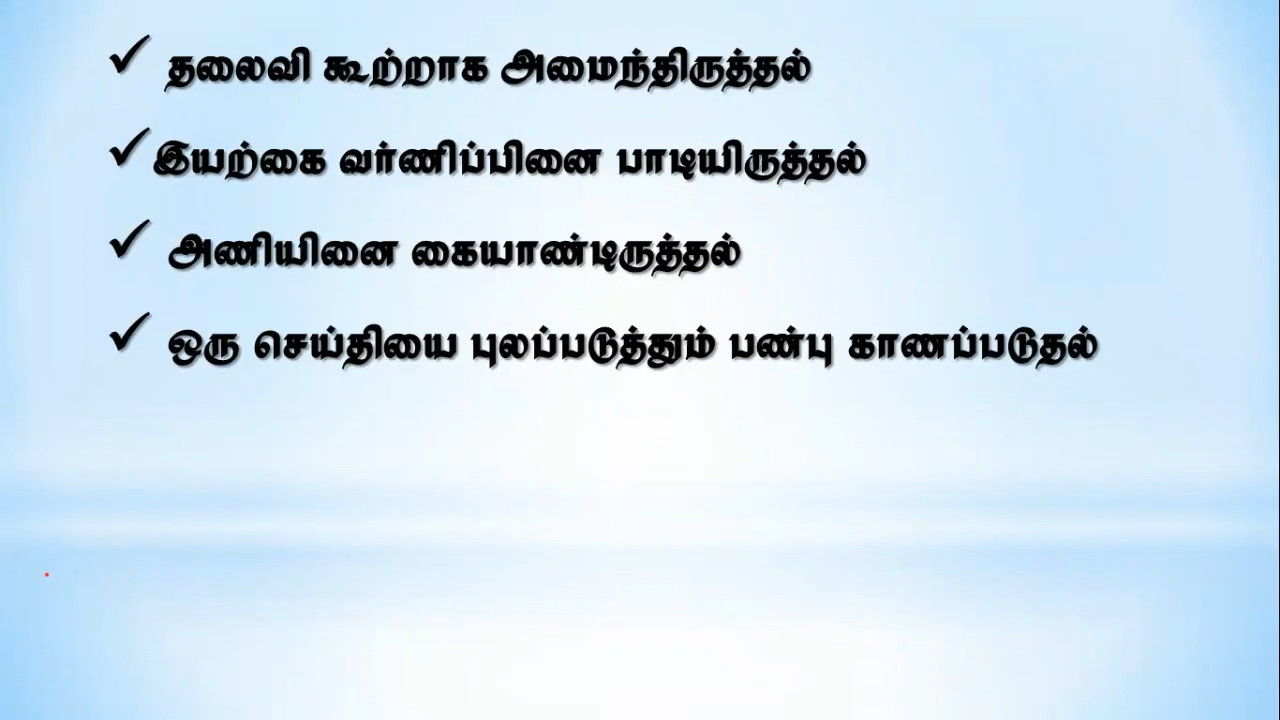 ✓ தலைவி கூற்றாக அமைந்திருத்தல்
✓ இயற்கை வர்ணிப்பினை பாடியிருத்தல்
✓ அணியினை கையாண்டிருத்தல்
✓ ஒரு செய்தியை புலப்படுத்தும் பண்பு காணப்படுதல்